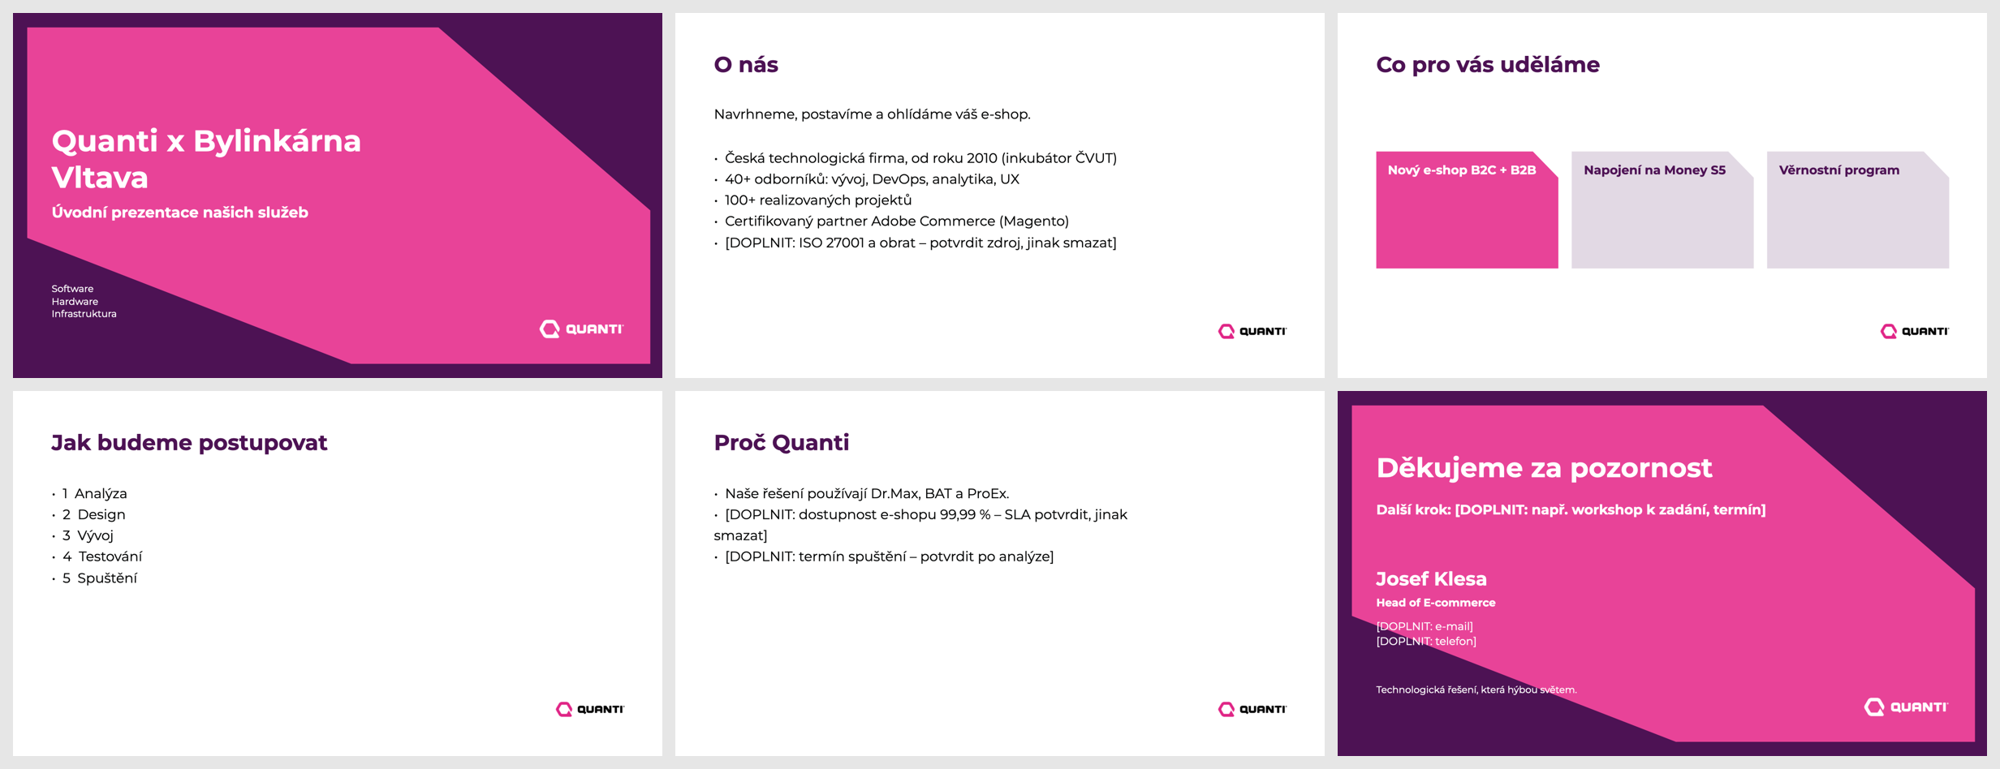 Quanti x Bylinkárna
Vltava
Úvodní prezentace našich služeb
Software
Hardware
Infrastruktura
QUANTI
O nás
Navrhneme, postavíme a ohlídáme váš e-shop.
• Česká technologická firma, od roku 2010 (inkubátor ČVUT)
• 40+ odborníků: vývoj, DevOps, analytika, UX
• 100+ realizovaných projektů
• Certifikovaný partner Adobe Commerce (Magento)
• [DOPLNIT: ISO 27001 a obrat – potvrdit zdroj, jinak smazat]
QUANTI
Co pro vás uděláme
Nový e-shop B2C + B2B
Napojení na Money S5
Věrnostní program
QUANTI
Jak budeme postupovat
• 1 Analýza
• 2 Design
• 3 Vývoj
• 4 Testování
• 5 Spuštění
QUANTI
Proč Quanti
• Naše řešení používají Dr.Max, BAT a ProEx.
• [DOPLNIT: dostupnost e-shopu 99,99 % – SLA potvrdit, jinak
smazat]
• [DOPLNIT: termín spuštění – potvrdit po analýze]
QUANTI
Děkujeme za pozornost
Další krok: [DOPLNIT: např. workshop k zadání, termín]
Josef Klesa
Head of E-commerce
[DOPLNIT: e-mail]
[DOPLNIT: telefon]
Technologická řešení, která hýbou světem.
QUANTI